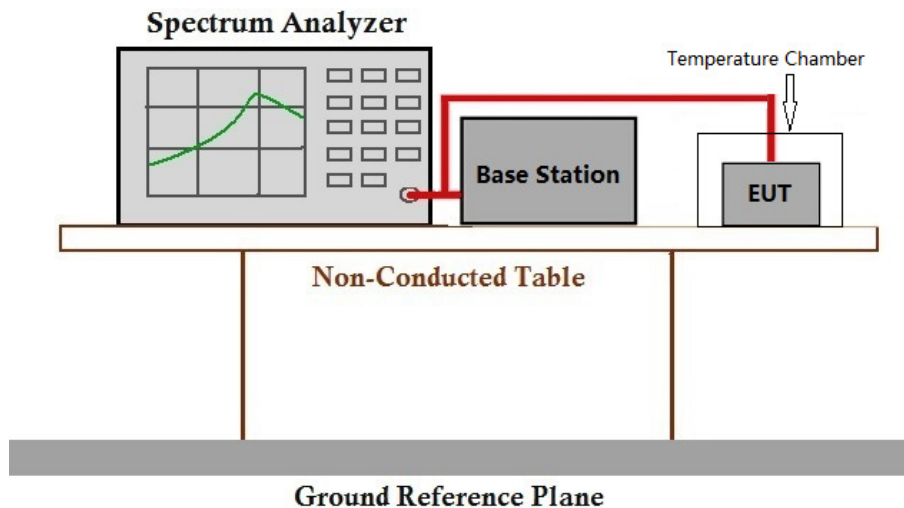 Spectrum Analyzer
Temperature Chamber
Base Station
EUT
Non-Conducted Table
Ground Reference Plane